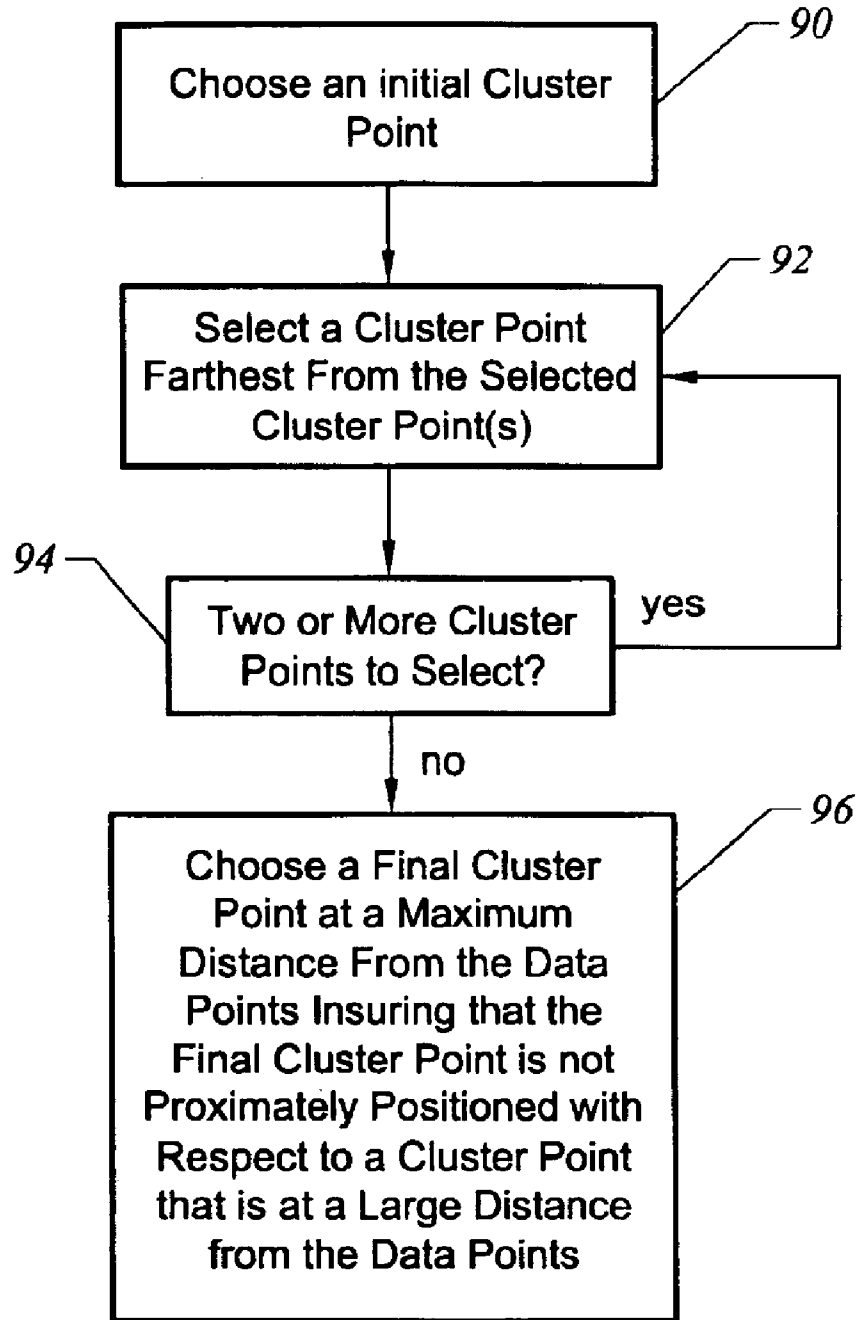 90
Choose an initial Cluster
Point
92
Select a Cluster Point
Farthest From the Selected
Cluster Point(s)
94
Two or More Cluster
Points to Select?
yes
no
96
Choose a Final Cluster
Point at a Maximum
Distance From the Data
Points Insuring that the
Final Cluster Point is not
Proximately Positioned with
Respect to a Cluster Point
that is at a Large Distance
from the Data Points